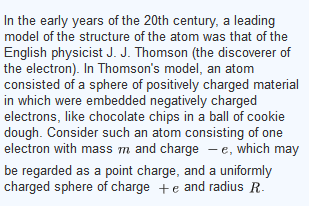 In the early years of the 20th century, a leading
model of the structure of the atom was that of the
English physicist J. J. Thomson (the discoverer of
the electron). In Thomson's model, an atom
consisted of a sphere of positively charged material
in which were embedded negatively charged
electrons, like chocolate chips in a ball of cookie
dough. Consider such an atom consisting of one
electron with mass m and charge −e, which may
be regarded as a point charge, and a uniformly
charged sphere of charge +e and radius R.